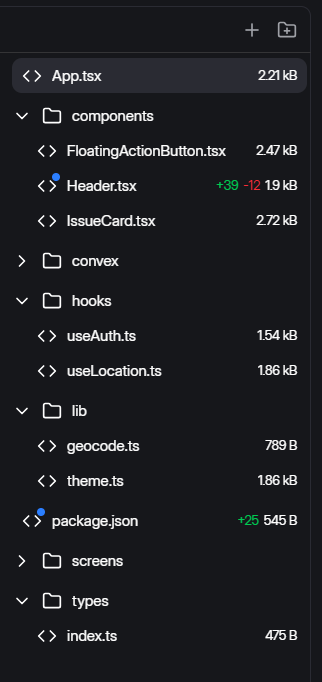 App.tsx 2.21 kB
components
FloatingActionButton.tsx 2.47 kB
Header.tsx +39 -12 1.9 kB
IssueCard.tsx 2.72 kB
convex
hooks
useAuth.ts 1.54 kB
useLocation.ts 1.86 kB
lib
geocode.ts 789 B
theme.ts 1.86 kB
package.json +25 545 B
screens
types
index.ts 475 B